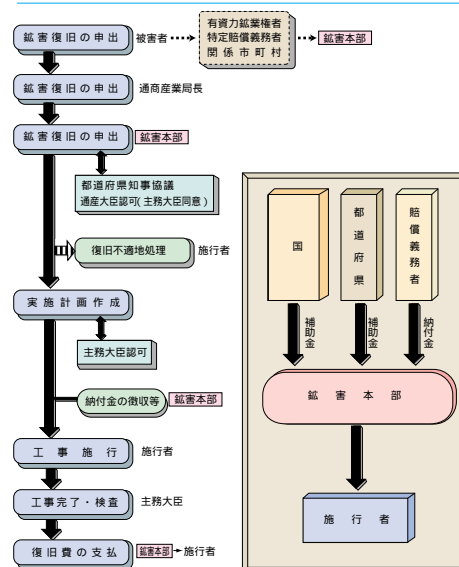 鉱害復旧の申出 被害者
有資力鉱業権者
特定賠償義務者
関係市町村
鉱害本部
鉱害復旧の申出 通商産業局長
鉱害復旧の申出 鉱害本部
都道府県知事協議
通産大臣認可(主務大臣同意)
復旧不適地処理 施行者
実施計画作成
主務大臣認可
納付金の徴収等 鉱害本部
工事施行 施行者
工事完了・検査 主務大臣
復旧費の支払 鉱害本部 施行者
国
都道府県
賠償義務者
補助金
補助金
納付金
鉱害本部
施行者